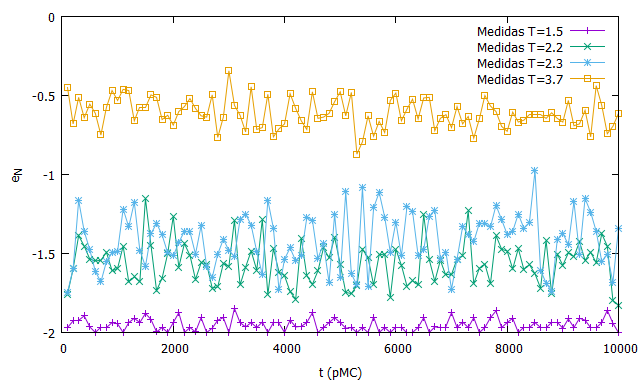 0
-0.5
-1
-1.5
-2
e_N
Medidas T=1.5
Medidas T=2.2
Medidas T=2.3
Medidas T=3.7
0 2000 4000 6000 8000 10000
t (pMC)